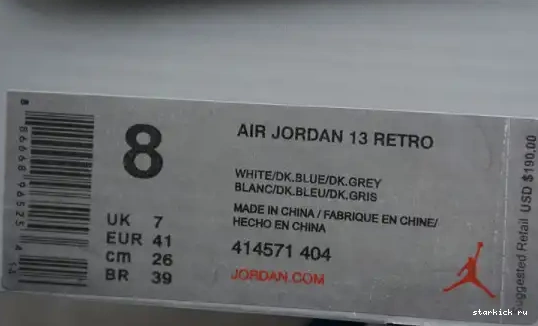 8
AIR JORDAN 13 RETRO
WHITE/DK.BLUE/DK.GREY
BLANC/DK.BLEU/DK.GRIS
MADE IN CHINA / FABRIQUE EN CHINE/
HECHO EN CHINA
414571 404
JORDAN.COM
UK 7
EUR 41
cm 26
BR 39
Suggested Retail USD $190.00
starkick ru